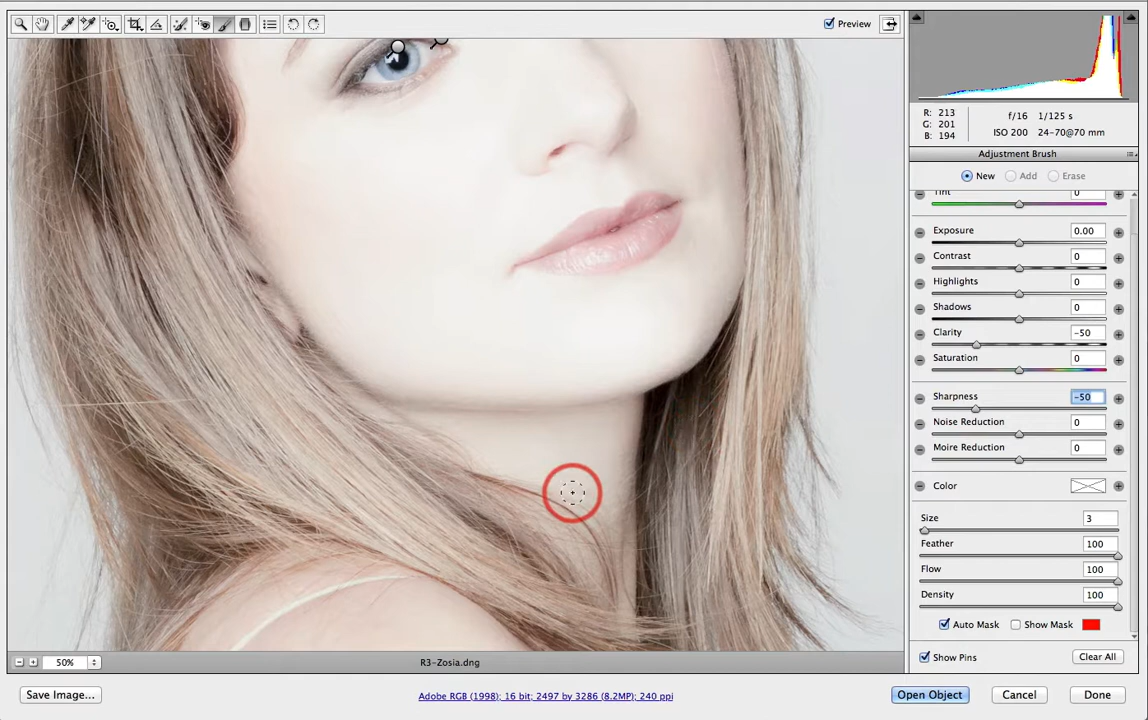 Preview
R: 213
G: 201
B: 194
f/16 1/125 s
ISO 200 24-70@70 mm
Adjustment Brush
New Add Erase
Tint 0
Exposure 0.00
Contrast 0
Highlights 0
Shadows 0
Clarity -50
Saturation 0
Sharpness -50
Noise Reduction 0
Moire Reduction 0
Color
Size 3
Feather 100
Flow 100
Density 100
Auto Mask Show Mask
Show Pins Clear All
50% R3-Zosia.dng
Save Image... Adobe RGB (1998); 16 bit; 2497 by 3286 (8.2MP); 240 ppi Open Object Cancel Done